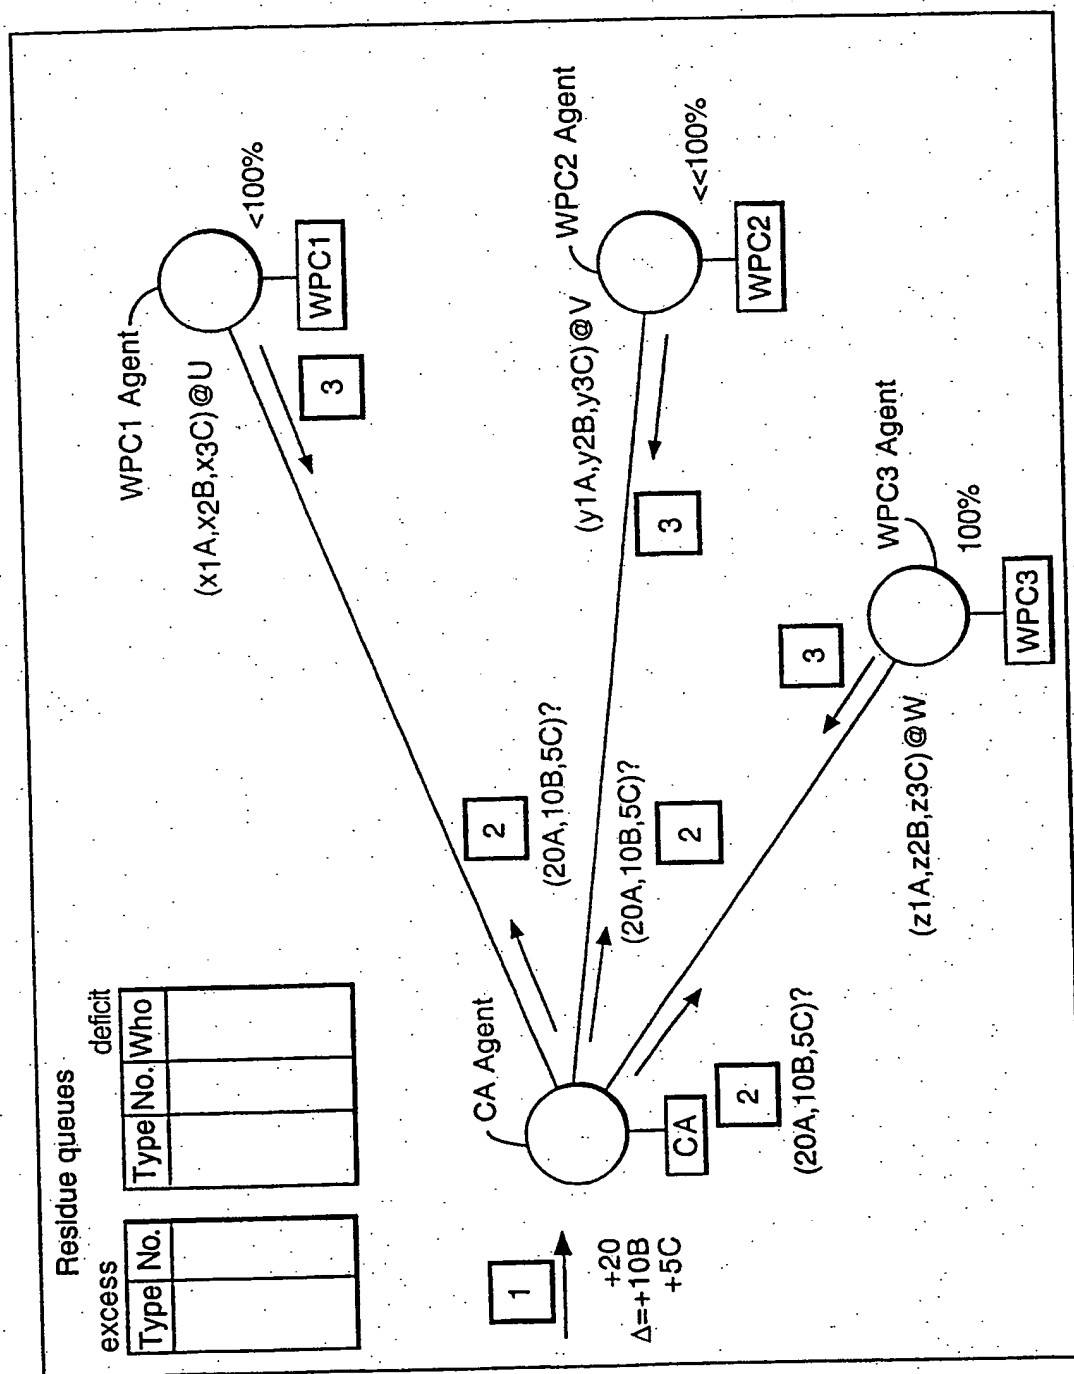 Residue queues
excess
deficit
Type No.
Type No. Who
1
+20
Δ=+10B
+5C
CA Agent
CA
2
(20A,10B,5C)?
2
(20A,10B,5C)?
2
(20A,10B,5C)?
WPC1 Agent
(x1A,x2B,x3C)@U
<100%
WPC1
3
WPC2 Agent
(y1A,y2B,y3C)@V
<<100%
WPC2
3
WPC3 Agent
(z1A,z2B,z3C)@W
100%
WPC3
3